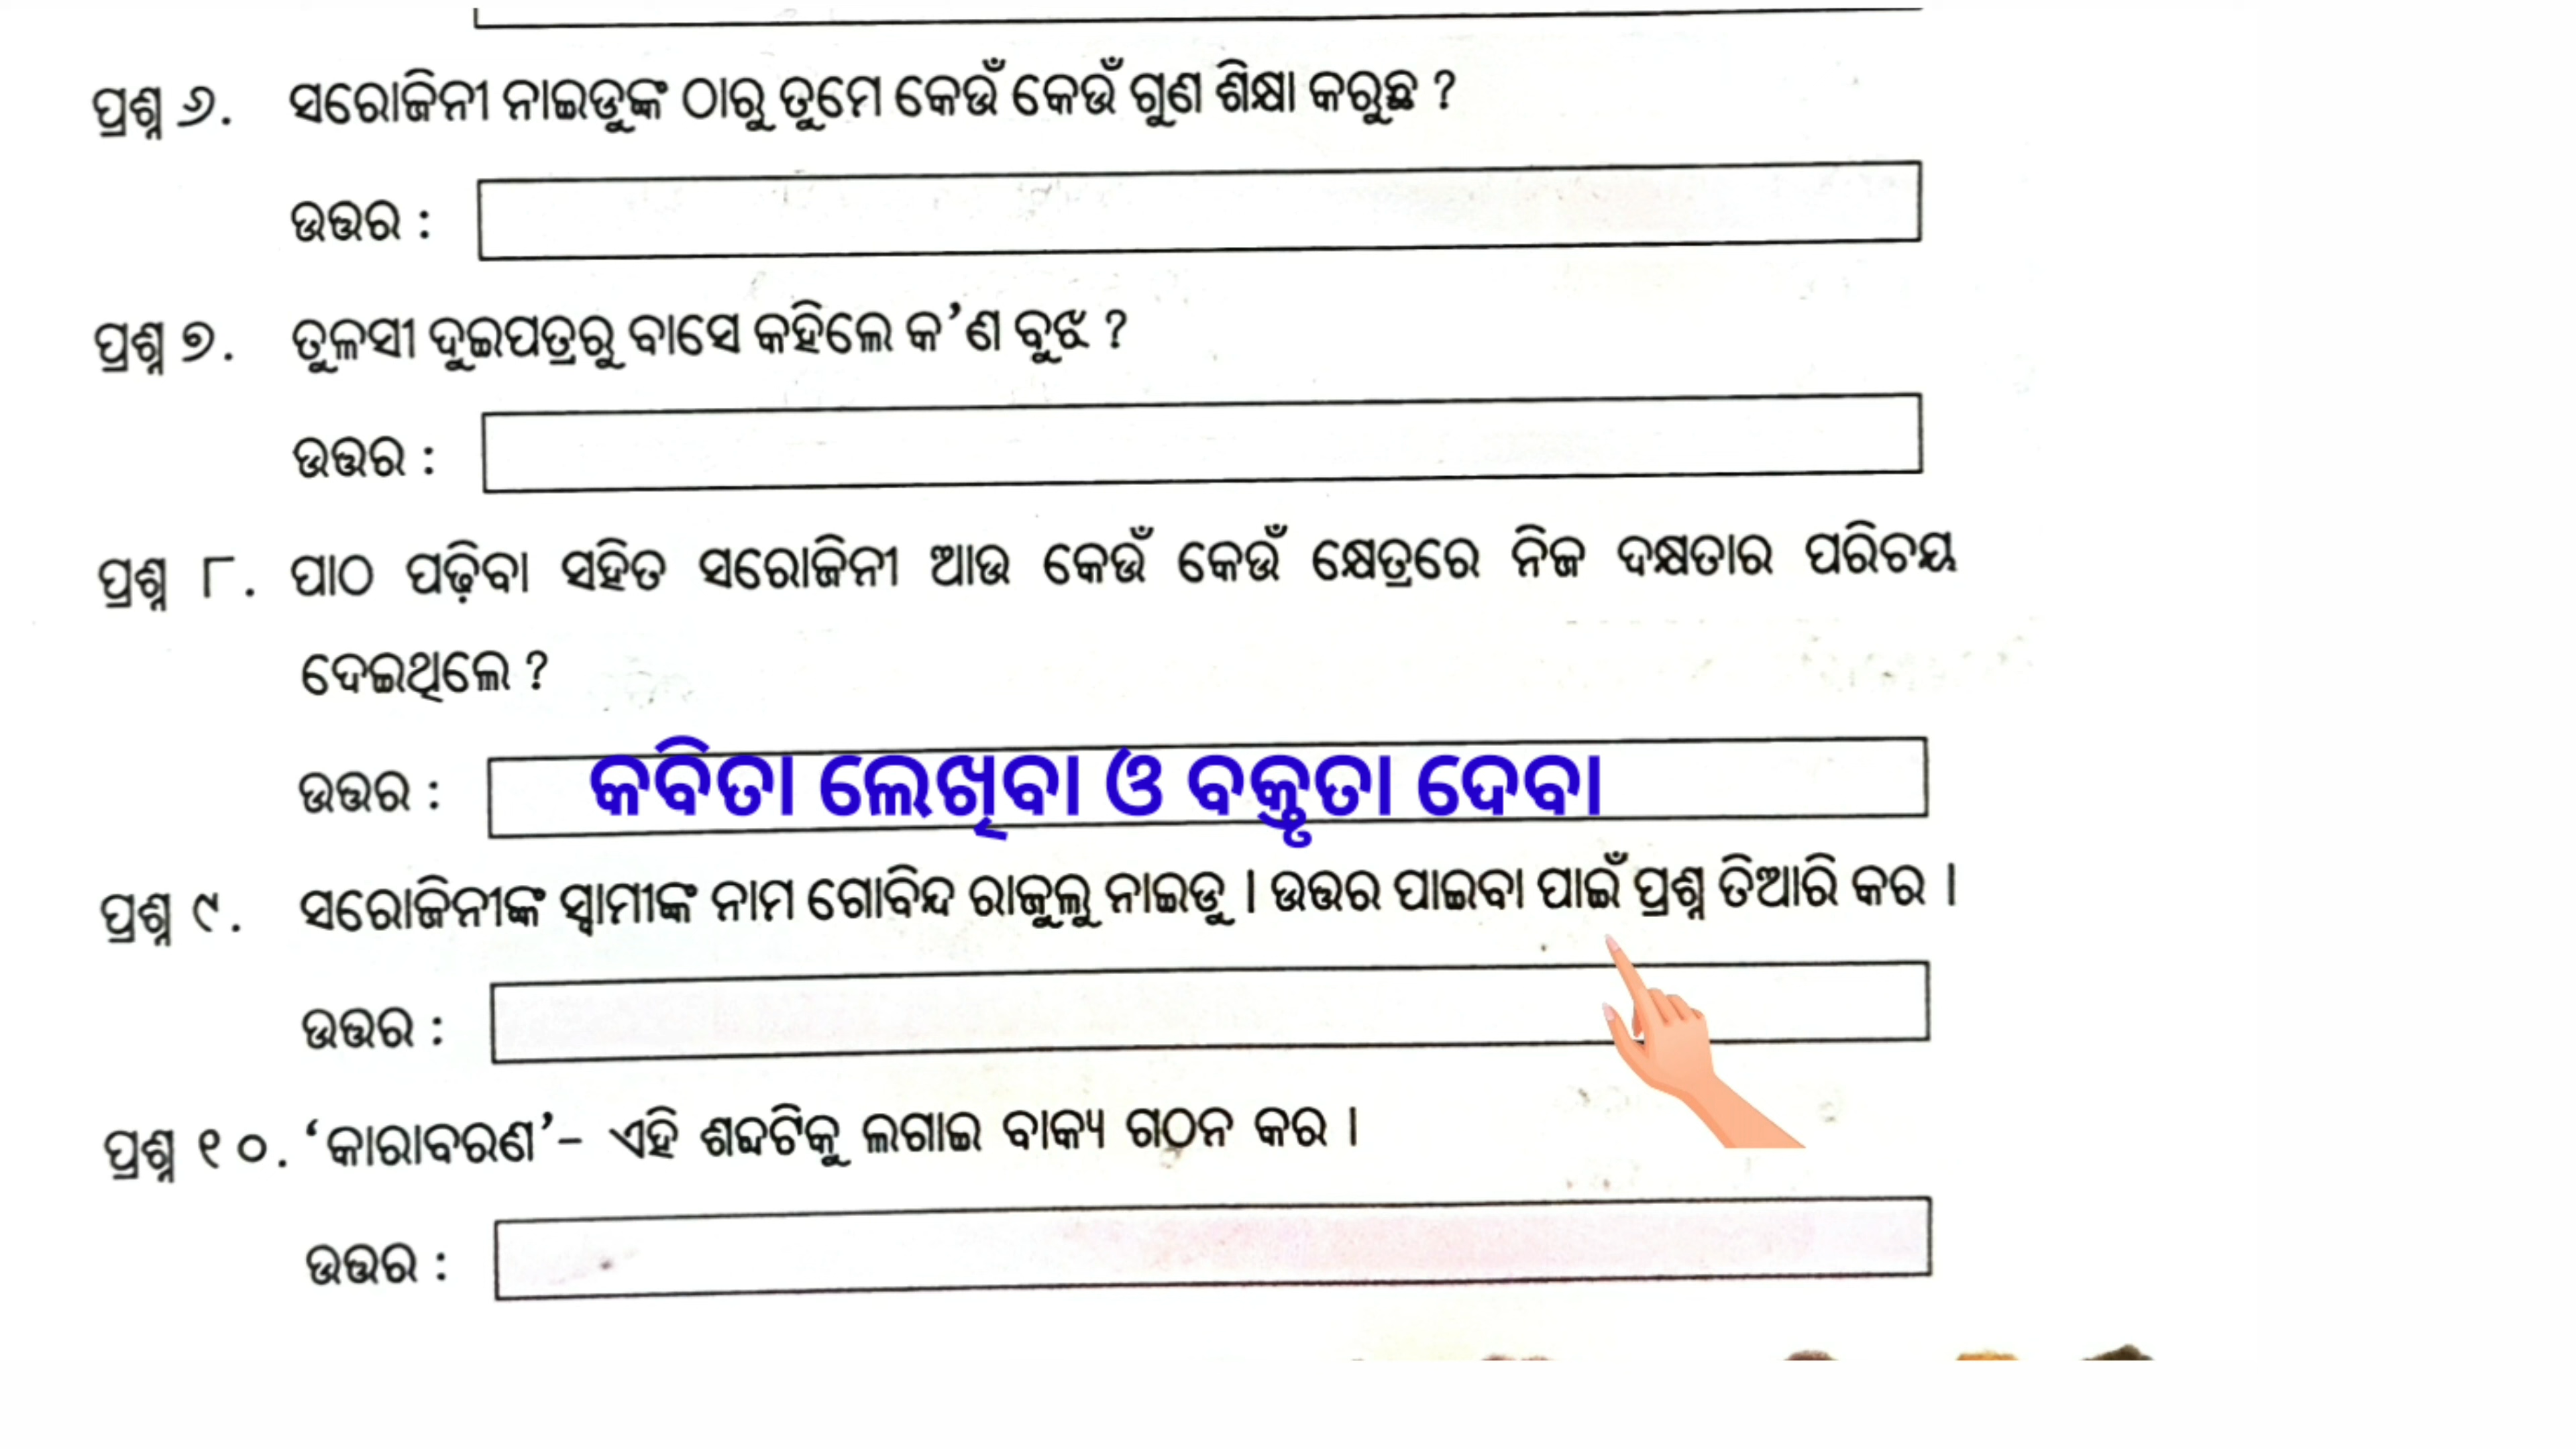 ପ୍ରଶ୍ନ ୬. ସରୋଜିନୀ ନାଇଡୁଙ୍କ ଠାରୁ ତୁମେ କେଉଁ କେଉଁ ଗୁଣ ଶିକ୍ଷା କରୁଛ ?
ଉତ୍ତର :
ପ୍ରଶ୍ନ ୭. ତୁଳସୀ ଦୁଇପତ୍ରରୁ ବାସେ କହିଲେ କ’ଣ ବୁଝ ?
ଉତ୍ତର :
ପ୍ରଶ୍ନ ୮. ପାଠ ପଢ଼ିବା ସହିତ ସରୋଜିନୀ ଆଉ କେଉଁ କେଉଁ କ୍ଷେତ୍ରରେ ନିଜ ଦକ୍ଷତାର ପରିଚୟ
ଦେଇଥିଲେ ?
ଉତ୍ତର : କବିତା ଲେଖିବା ଓ ବକ୍ତୃତା ଦେବା
ପ୍ରଶ୍ନ ୯. ସରୋଜିନୀଙ୍କ ସ୍ୱାମୀଙ୍କ ନାମ ଗୋବିନ୍ଦ ରାଜୁଲୁ ନାଇଡୁ । ଉତ୍ତର ପାଇବା ପାଇଁ ପ୍ରଶ୍ନ ତିଆରି କର ।
ଉତ୍ତର :
ପ୍ରଶ୍ନ ୧୦. ‘କାରାବରଣ’– ଏହି ଶବ୍ଦଟିକୁ ଲଗାଇ ବାକ୍ୟ ଗଠନ କର ।
ଉତ୍ତର :